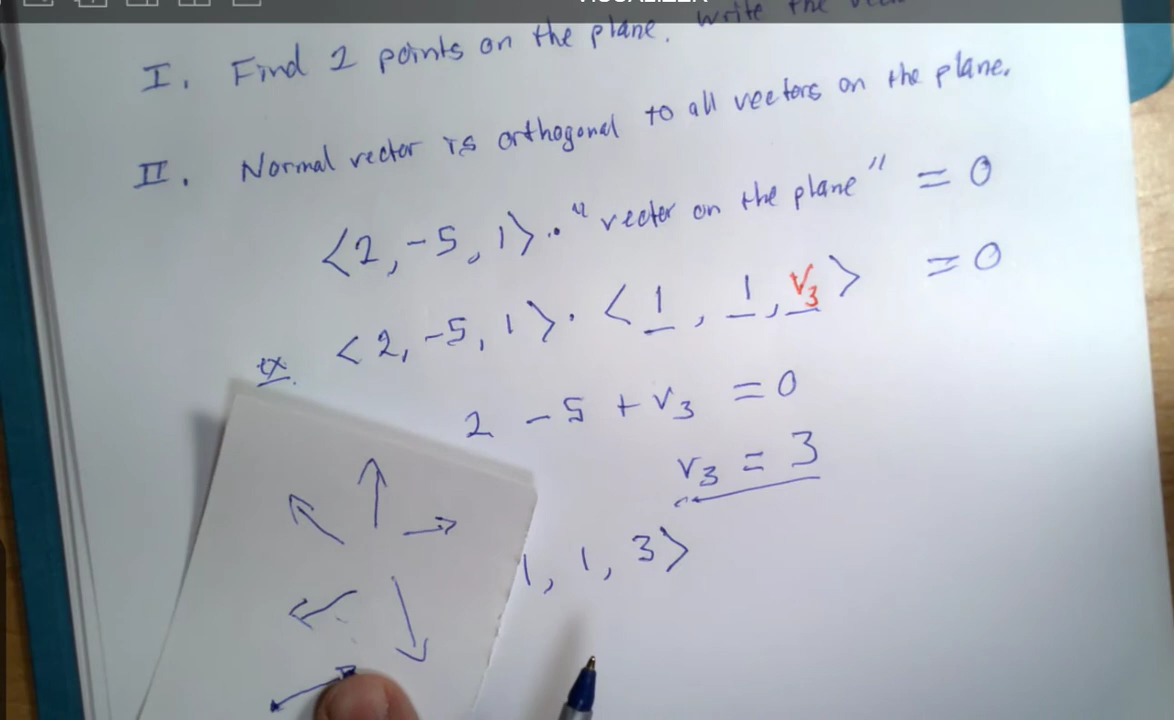 VISUALIZER
I. Find 2 points on the plane. Write the
II. Normal vector is orthogonal to all vectors on the plane.
<2, -5, 1> · "vector on the plane" = 0
ex. <2, -5, 1> · <1, 1, v₃> = 0
2 - 5 + v₃ = 0
v₃ = 3
1, 1, 3>